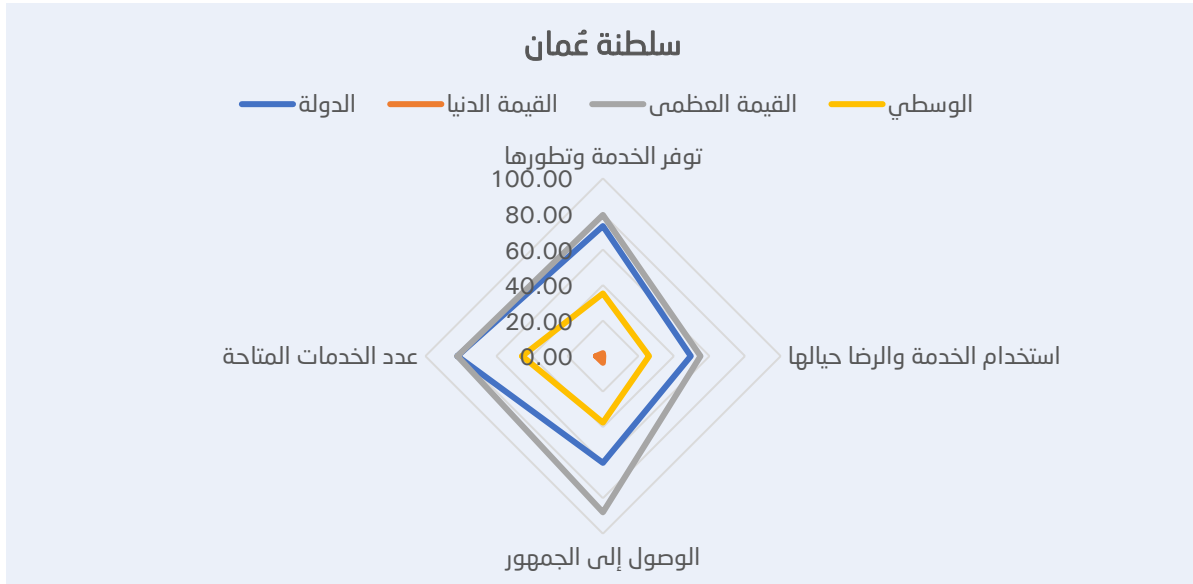 سلطنة عُمان
الدولة القيمة الدنيا القيمة العظمى الوسطي
توفر الخدمة وتطورها
100.00
80.00
60.00
40.00
20.00
0.00
استخدام الخدمة والرضا حيالها
عدد الخدمات المتاحة
الوصول إلى الجمهور